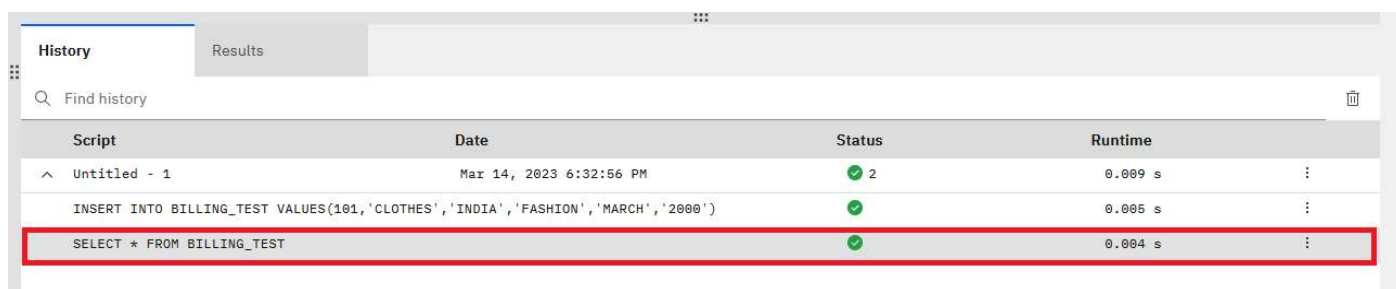 History Results
Find history
Script Date Status Runtime
Untitled - 1 Mar 14, 2023 6:32:56 PM 2 0.009 s
INSERT INTO BILLING_TEST VALUES(101,'CLOTHES','INDIA','FASHION','MARCH','2000') 0.005 s
SELECT * FROM BILLING_TEST 0.004 s